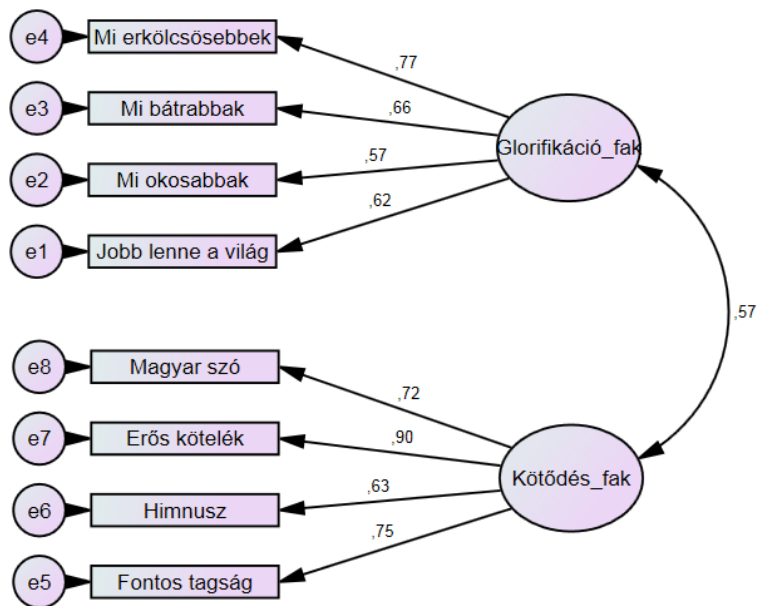 e4
Mi erkölcsösebbek
,77
e3
Mi bátrabbak
,66
Glorifikáció_fak
e2
Mi okosabbak
,57
e1
Jobb lenne a világ
,62
,57
e8
Magyar szó
,72
e7
Erős kötelék
,90
Kötődés_fak
e6
Himnusz
,63
e5
Fontos tagság
,75